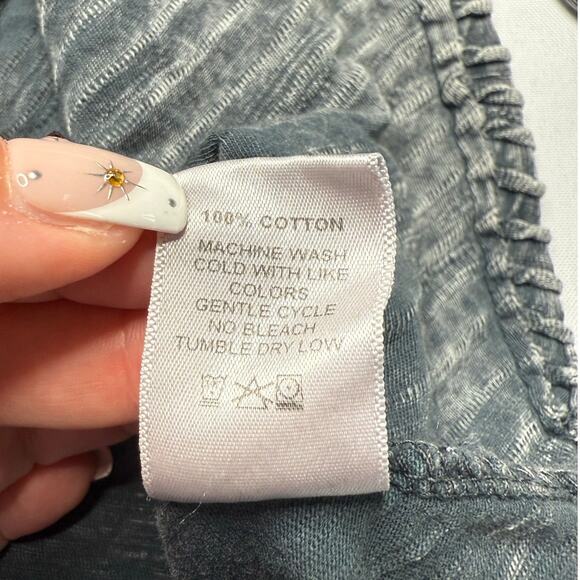 100% COTTON
MACHINE WASH
COLD WITH LIKE
COLORS
GENTLE CYCLE
NO BLEACH
TUMBLE DRY LOW